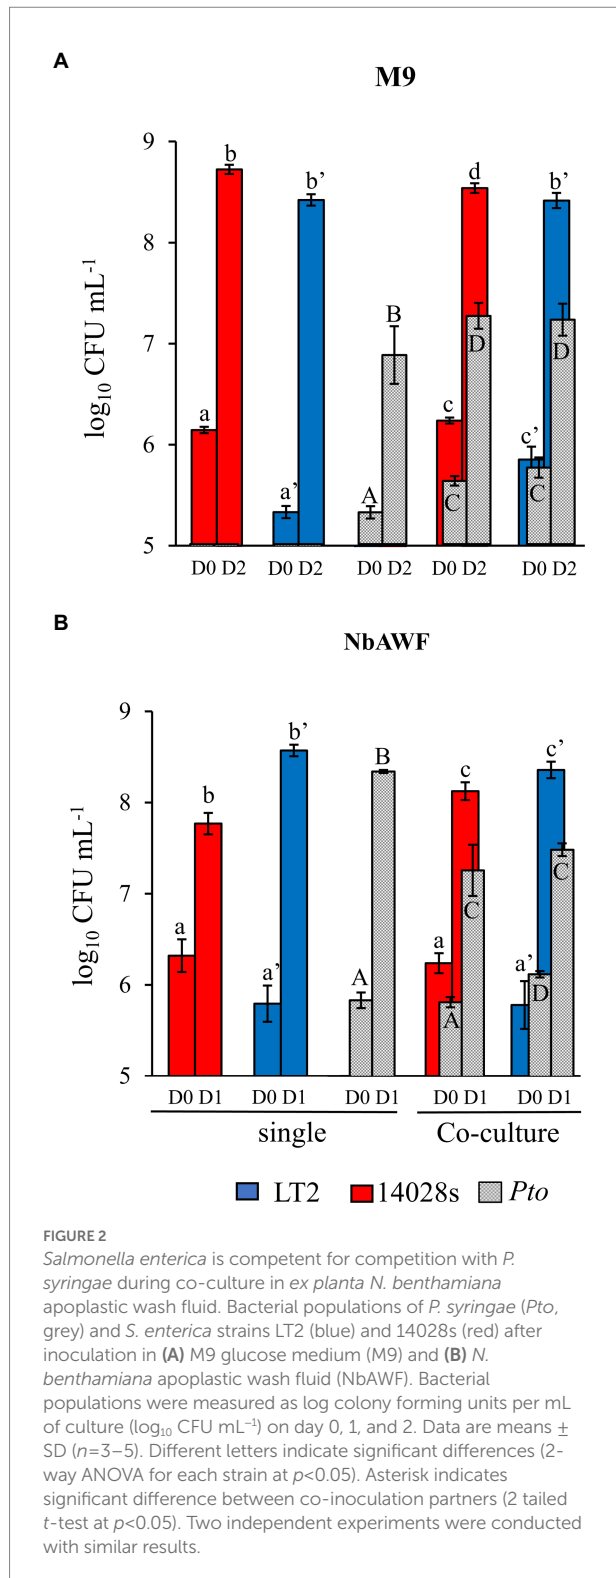 A
M9
9
8
7
6
5
log10 CFU mL-1
a
b
a’
b’
A
B
c
d
C
D
c’
b’
C
D
D0 D2
D0 D2
D0 D2
D0 D2
D0 D2
B
NbAWF
9
8
7
6
5
log10 CFU mL-1
a
b
a’
b’
A
B
a
c
A
C
a’
c’
D
C
D0 D1
D0 D1
D0 D1
D0 D1
D0 D1
single
Co-culture
LT2
14028s
Pto
FIGURE 2
Salmonella enterica is competent for competition with P.
syringae during co-culture in ex planta N. benthamiana
apoplastic wash fluid. Bacterial populations of P. syringae (Pto,
grey) and S. enterica strains LT2 (blue) and 14028s (red) after
inoculation in (A) M9 glucose medium (M9) and (B) N.
benthamiana apoplastic wash fluid (NbAWF). Bacterial
populations were measured as log colony forming units per mL
of culture (log10 CFU mL−1) on day 0, 1, and 2. Data are means ±
SD (n=3–5). Different letters indicate significant differences (2-
way ANOVA for each strain at p<0.05). Asterisk indicates
significant difference between co-inoculation partners (2 tailed
t-test at p<0.05). Two independent experiments were conducted
with similar results.